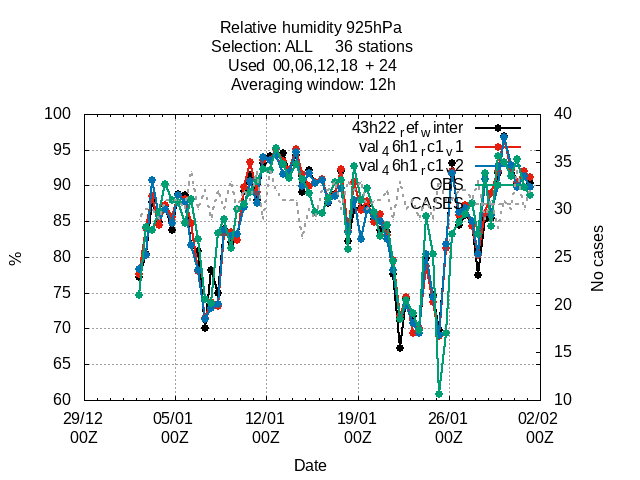 Relative humidity 925hPa
Selection: ALL 36 stations
Used 00,06,12,18 + 24
Averaging window: 12h
43h22_ref_winter
val_46h1_rc1_v1
val_46h1_rc1_v2
OBS
CASES
100
95
90
85
80
75
70
65
60
%
40
35
30
25
20
15
10
No cases
29/12 05/01 12/01 19/01 26/01 02/02
00Z 00Z 00Z 00Z 00Z 00Z
Date